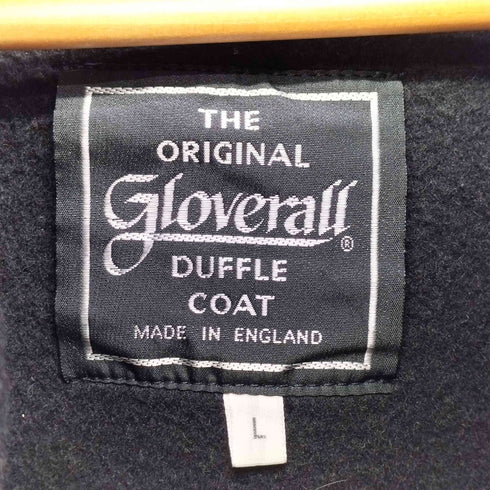 THE
ORIGINAL
Gloverall®
DUFFLE
COAT
MADE IN ENGLAND
L